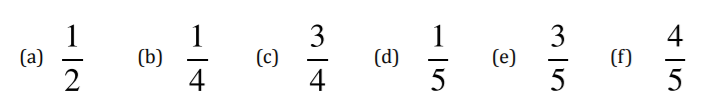 (a) 1/2 (b) 1/4 (c) 3/4 (d) 1/5 (e) 3/5 (f) 4/5